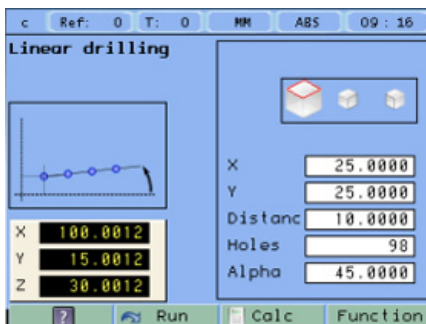 c Ref: 0 T: 0 MM ABS 09 : 16
Linear drilling
X 25.0000
Y 25.0000
Distanc 10.0000
Holes 98
Alpha 45.0000
X 100.0012
Y 15.0012
Z 30.0012
? Run Calc Function